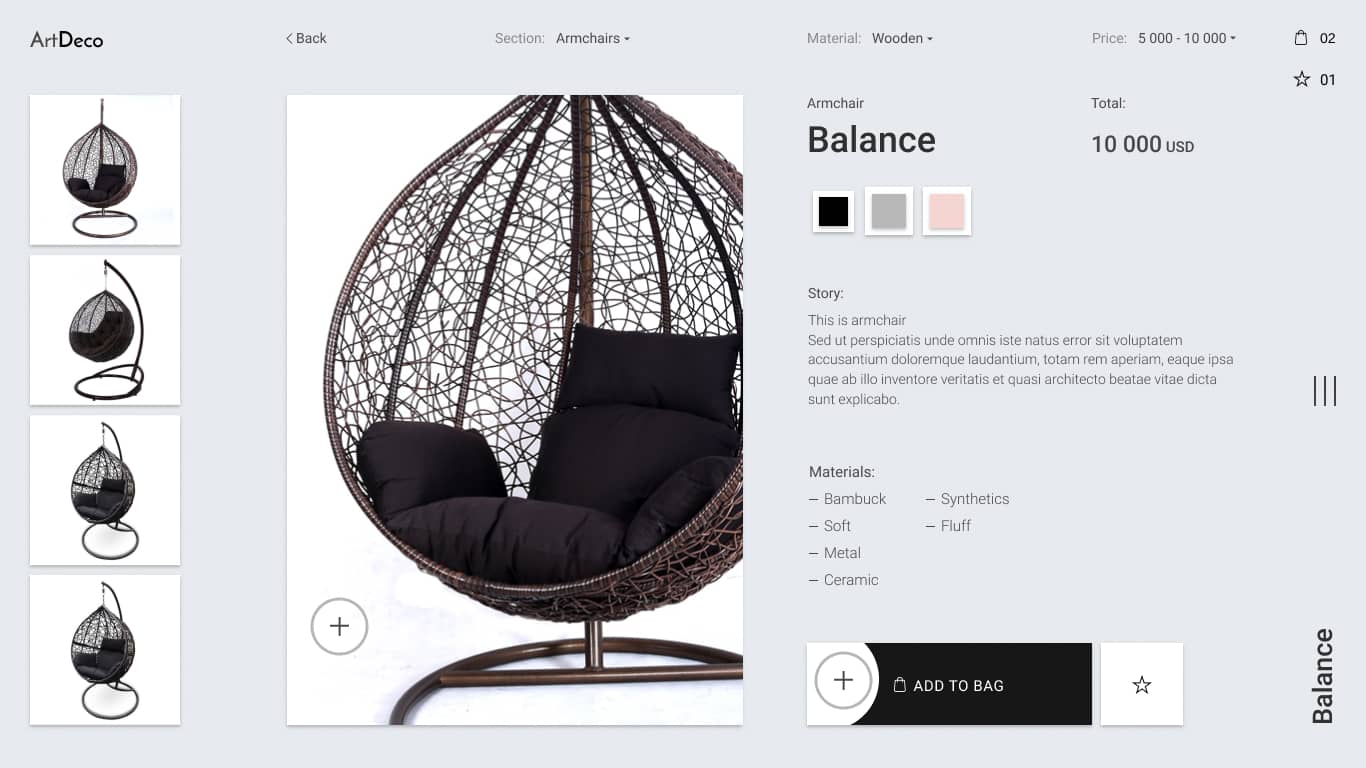 ArtDeco
Back
Section: Armchairs
Material: Wooden
Price: 5 000 - 10 000
02
01
Armchair
Balance
Total:
10 000 USD
Story:
This is armchair
Sed ut perspiciatis unde omnis iste natus error sit voluptatem
accusantium doloremque laudantium, totam rem aperiam, eaque ipsa
quae ab illo inventore veritatis et quasi architecto beatae vitae dicta
sunt explicabo.
Materials:
– Bambuck
– Soft
– Metal
– Ceramic
– Synthetics
– Fluff
ADD TO BAG
Balance